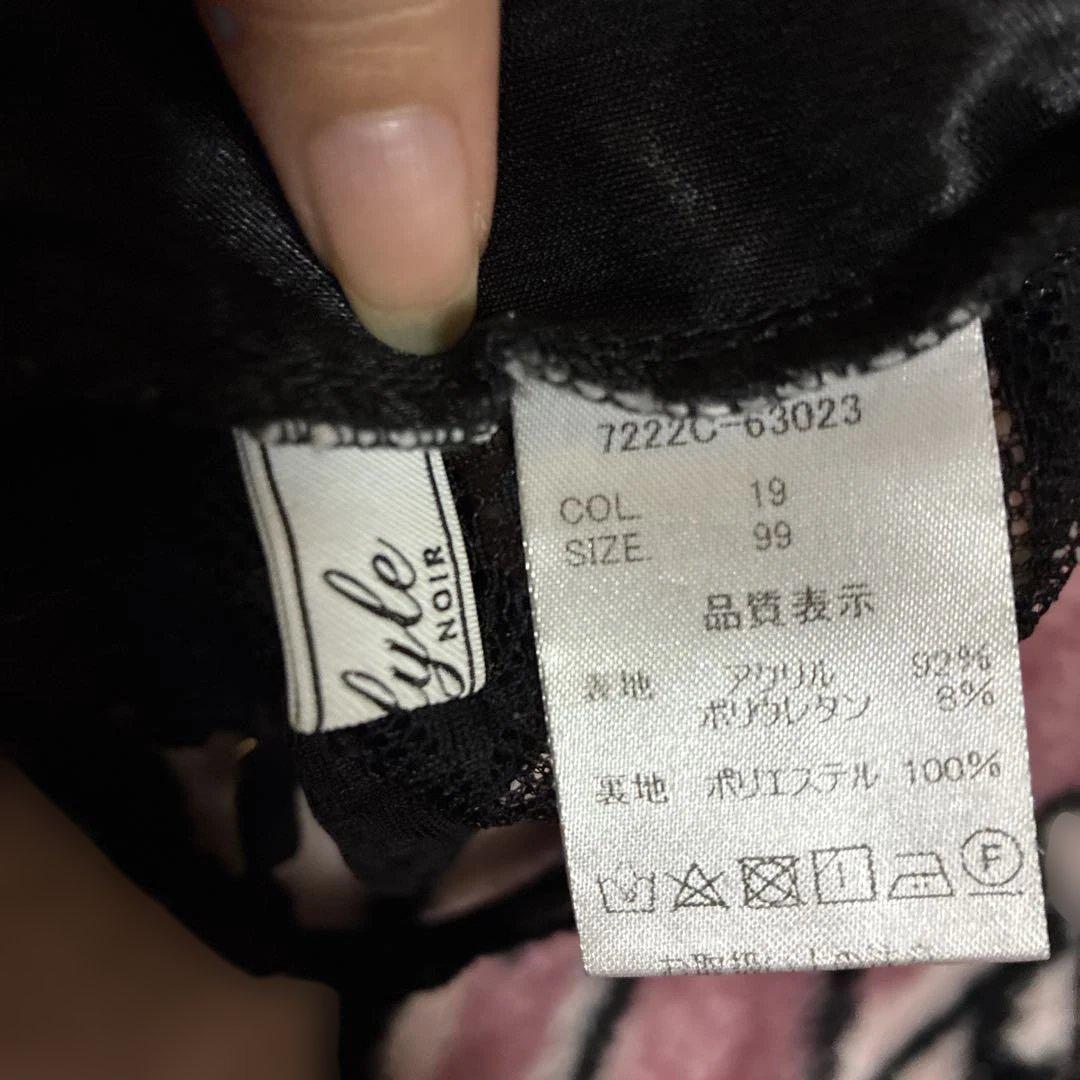 lyle
NOIR
7222C-63023
COL. 19
SIZE. 99
品質表示
表地 アクリル 92%
ポリウレタン 8%
裏地 ポリエステル 100%
F